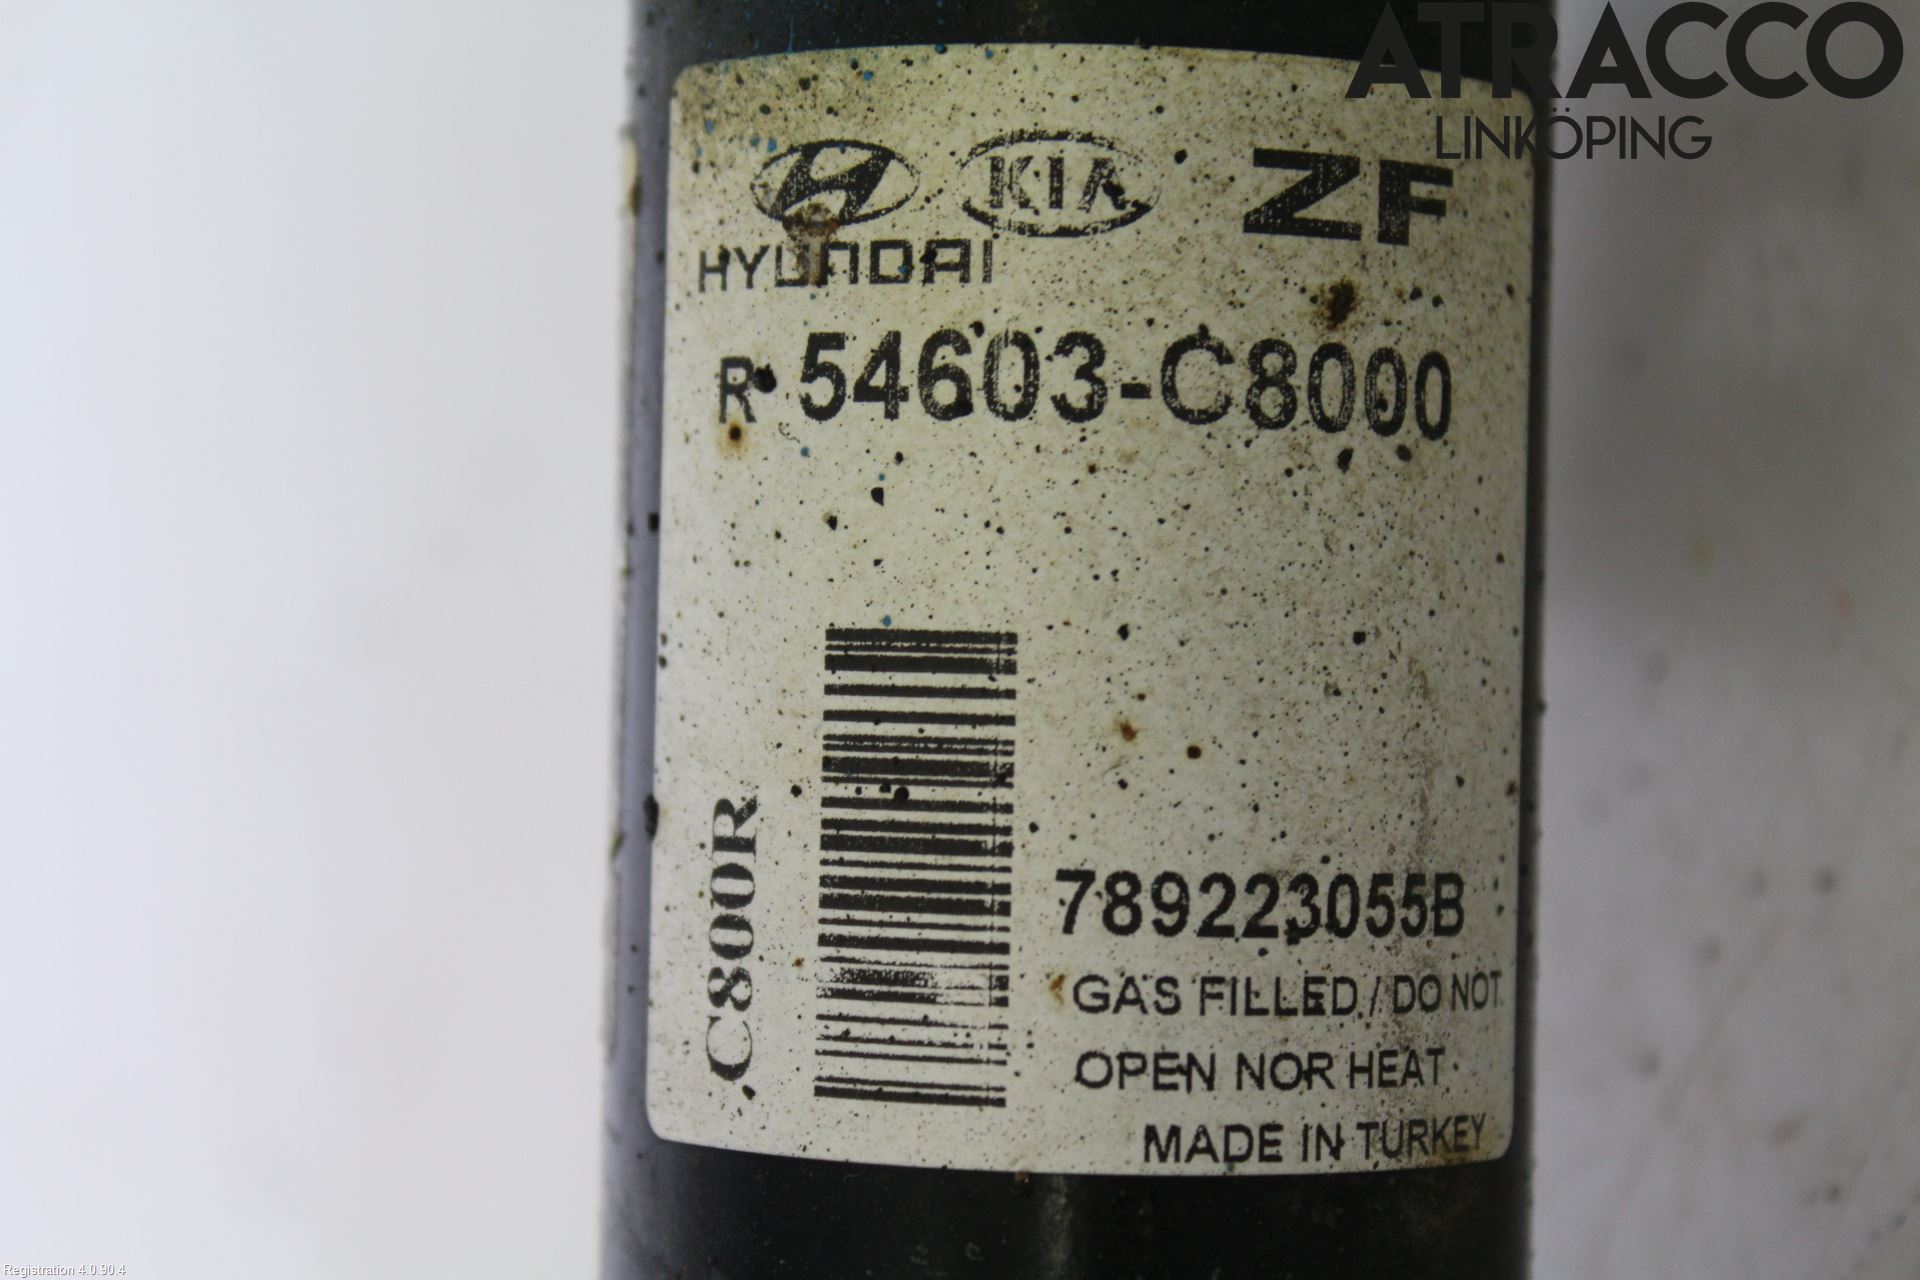 ATRACCO
LINKÖPING
KIA ZF
HYUNDAI
R 54603-C8000
C800R
789223055B
GAS FILLED / DO NOT
OPEN NOR HEAT
MADE IN TURKEY
Registration 4.0.90.4